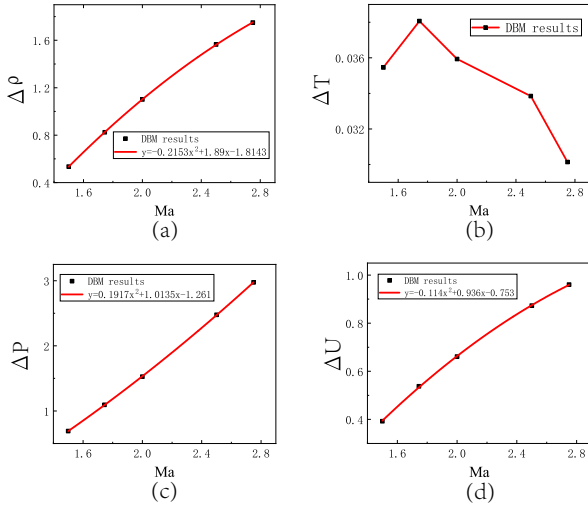 1.6
1.2
0.8
0.4
Δρ
DBM results
y=-0.2153x²+1.89x-1.8143
1.6 2.0 2.4 2.8
Ma
(a)
0.036
0.032
ΔT
DBM results
1.6 2.0 2.4 2.8
Ma
(b)
3
2
1
ΔP
DBM results
y=0.1917x²+1.0135x-1.261
1.6 2.0 2.4 2.8
Ma
(c)
1.0
0.8
0.6
0.4
ΔU
DBM results
y=-0.114x²+0.936x-0.753
1.6 2.0 2.4 2.8
Ma
(d)